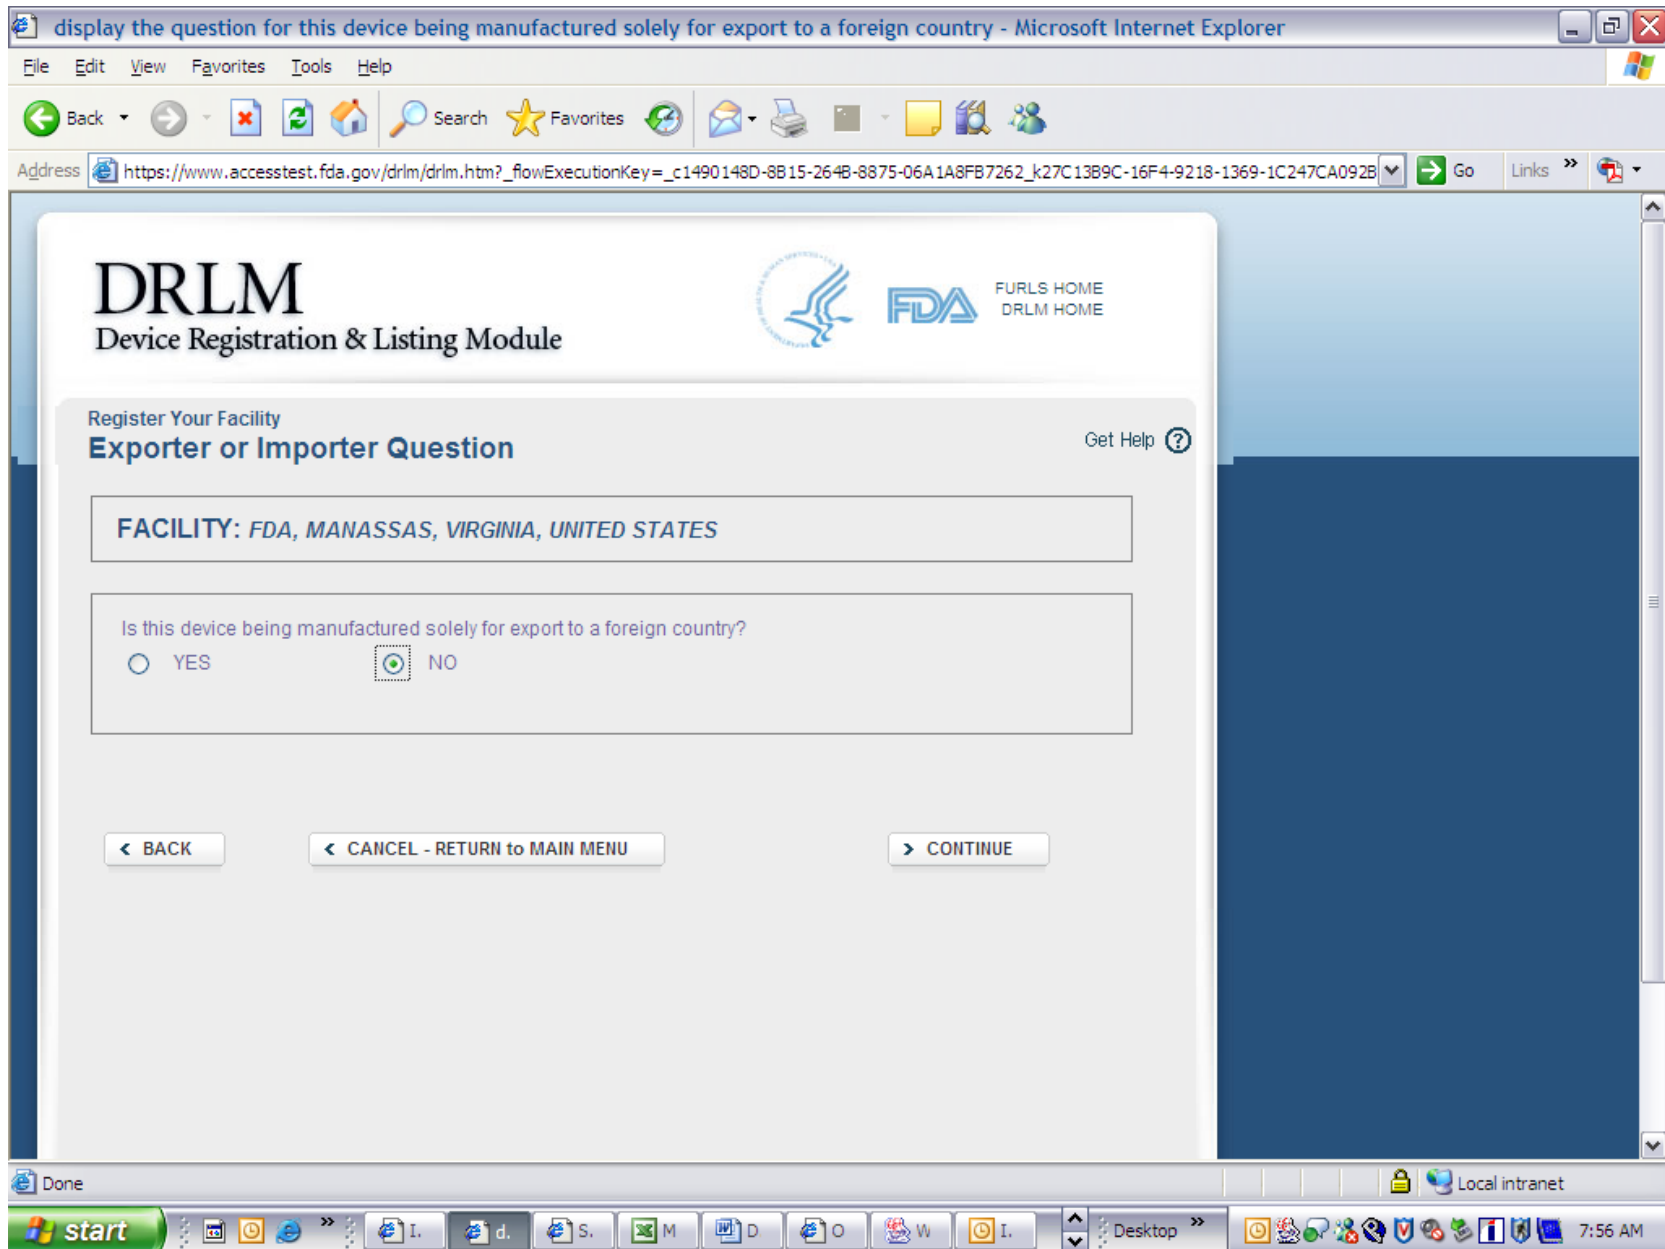 display the question for this device being manufactured solely for export to a foreign country - Microsoft Internet Explorer
File Edit View Favorites Tools Help
Back Search Favorites
Address https://www.accesstest.fda.gov/drlm/drlm.htm?_flowExecutionKey=_c1490148D-8B15-264B-8875-06A1A8FB7262_k27C13B9C-16F4-9218-1369-1C247CA092B Go Links »
DRLM
Device Registration & Listing Module
FDA
FURLS HOME
DRLM HOME
Register Your Facility
Exporter or Importer Question
Get Help ?
FACILITY: FDA, MANASSAS, VIRGINIA, UNITED STATES
Is this device being manufactured solely for export to a foreign country?
YES NO
< BACK < CANCEL - RETURN to MAIN MENU > CONTINUE
Done Local intranet
start » I. d. S. M D O W I. Desktop » 7:56 AM